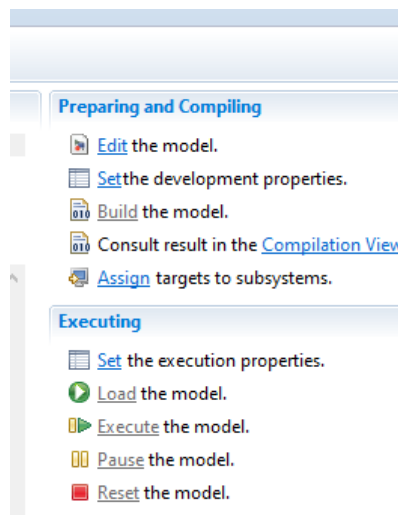 Preparing and Compiling
Edit the model.
Setthe development properties.
Build the model.
Consult result in the Compilation View
Assign targets to subsystems.
Executing
Set the execution properties.
Load the model.
Execute the model.
Pause the model.
Reset the model.